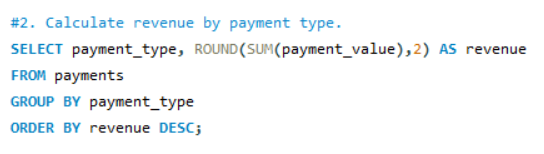 #2. Calculate revenue by payment type.
SELECT payment_type, ROUND(SUM(payment_value),2) AS revenue
FROM payments
GROUP BY payment_type
ORDER BY revenue DESC;